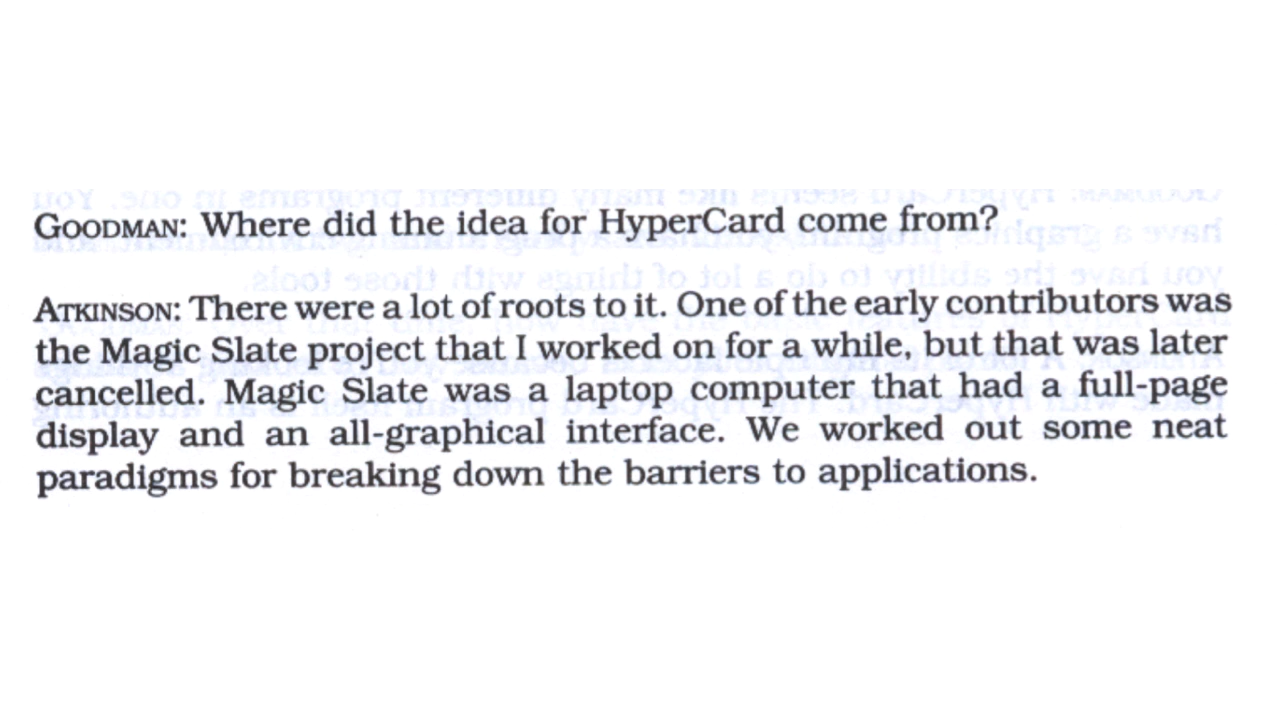 GOODMAN: Where did the idea for HyperCard come from?
ATKINSON: There were a lot of roots to it. One of the early contributors was
the Magic Slate project that I worked on for a while, but that was later
cancelled. Magic Slate was a laptop computer that had a full-page
display and an all-graphical interface. We worked out some neat
paradigms for breaking down the barriers to applications.